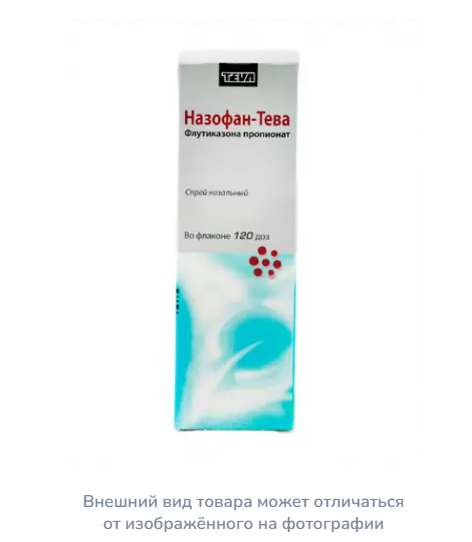 TEVA
Назофан-Тева
Флутиказона пропионат
Спрей назальный
Во флаконе 120 доз
Внешний вид товара может отличаться
от изображённого на фотографии